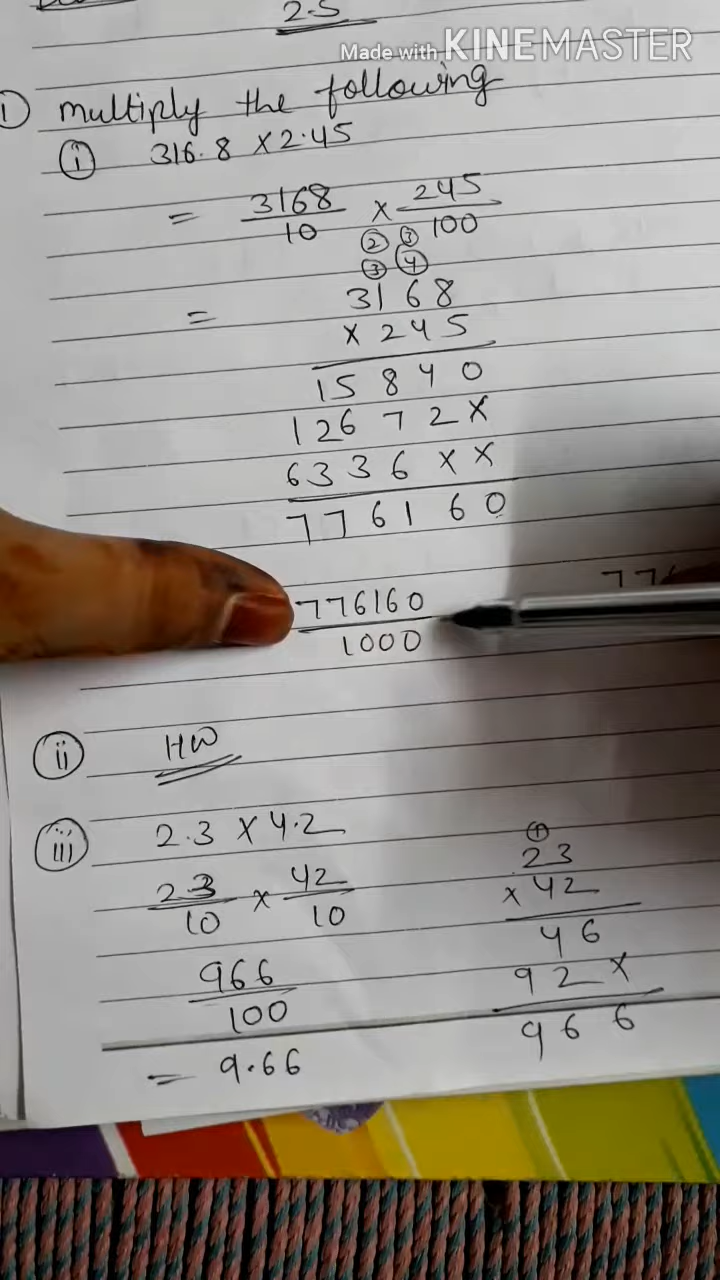 2.5
Made with KINEMASTER
① multiply the following
ⓘ 316.8 × 2.45
= 3168/10 × 245/100
② ③
③ ④
= 3168
× 245
15840
12672×
6336××
776160
776160/1000
776
ⓘⓘ HW
ⓘⓘⓘ 2.3 × 4.2
23/10 × 42/10
966/100
= 9.66
①
23
× 42
46
92×
966